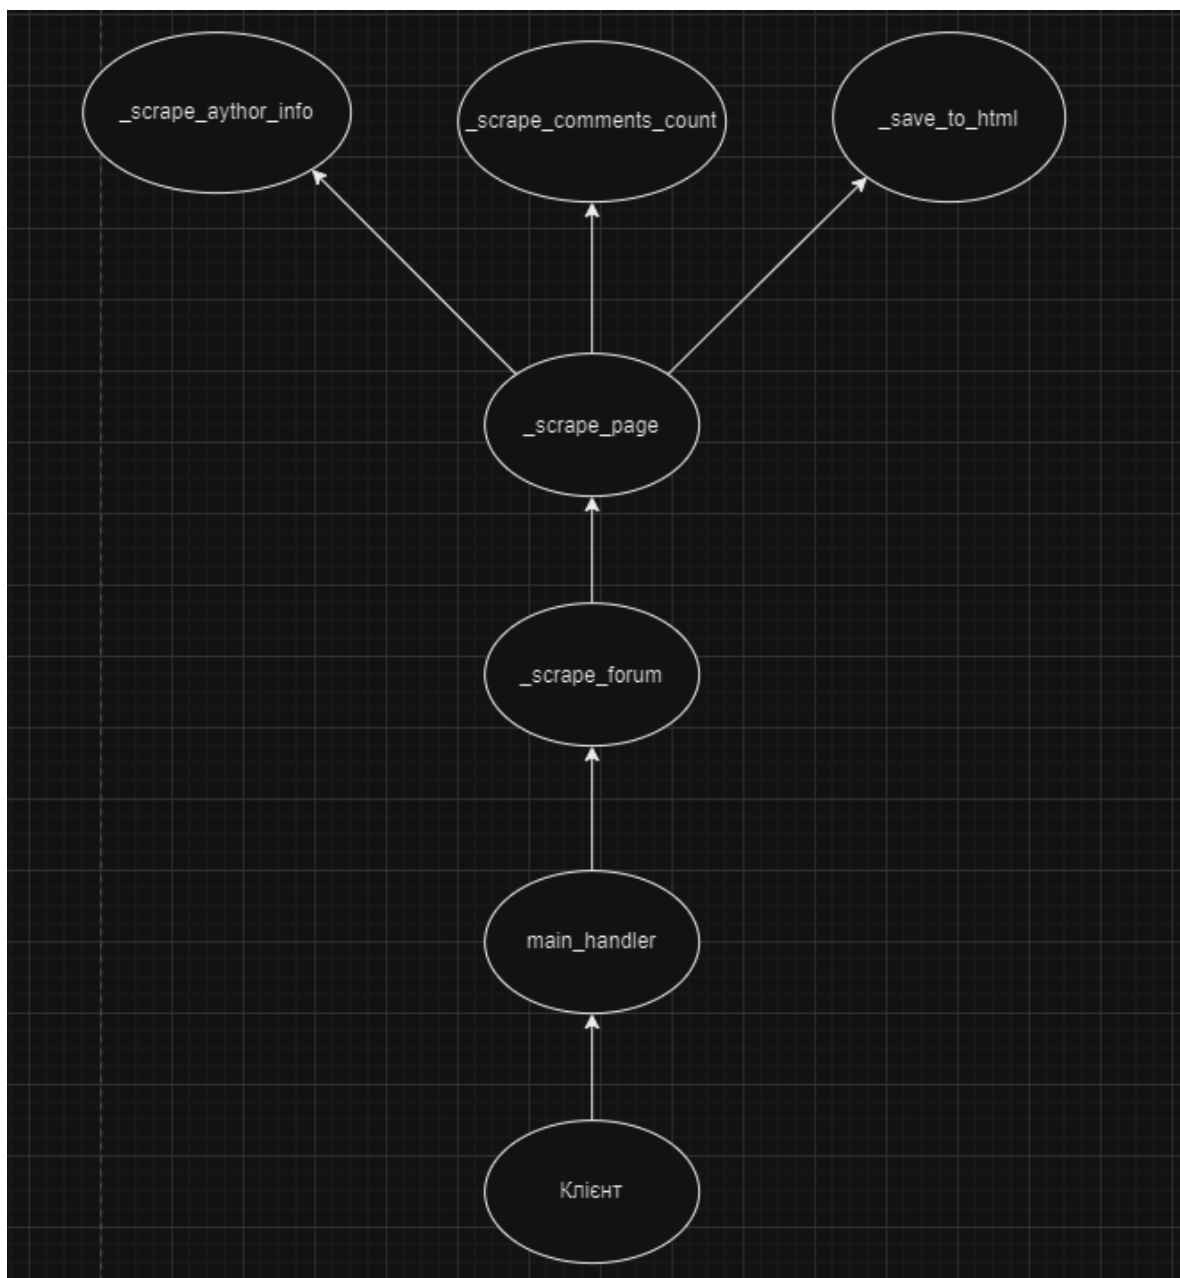 _scrape_aythor_info
_scrape_comments_count
_save_to_html
_scrape_page
_scrape_forum
main_handler
Клієнт